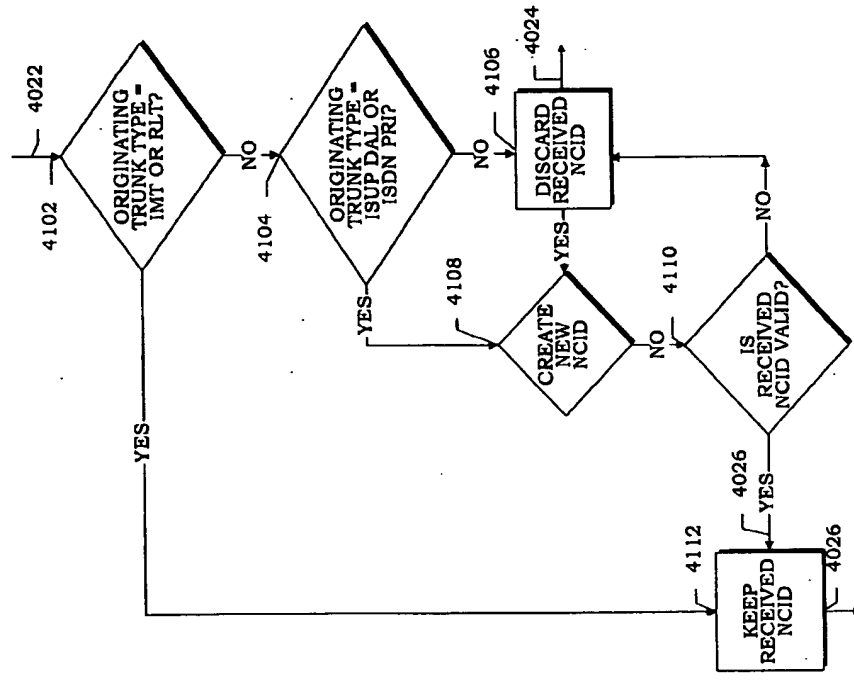 4022
4102
ORIGINATING
TRUNK TYPE =
IMT OR RLT?
NO
YES
4104
ORIGINATING
TRUNK TYPE =
ISUP DAL OR
ISDN PRI?
NO
YES
4106
4024
DISCARD
RECEIVED
NCID
YES
4108
CREATE
NEW
NCID
NO
4110
IS
RECEIVED
NCID VALID?
NO
YES
4026
4112
KEEP
RECEIVED
NCID
4026